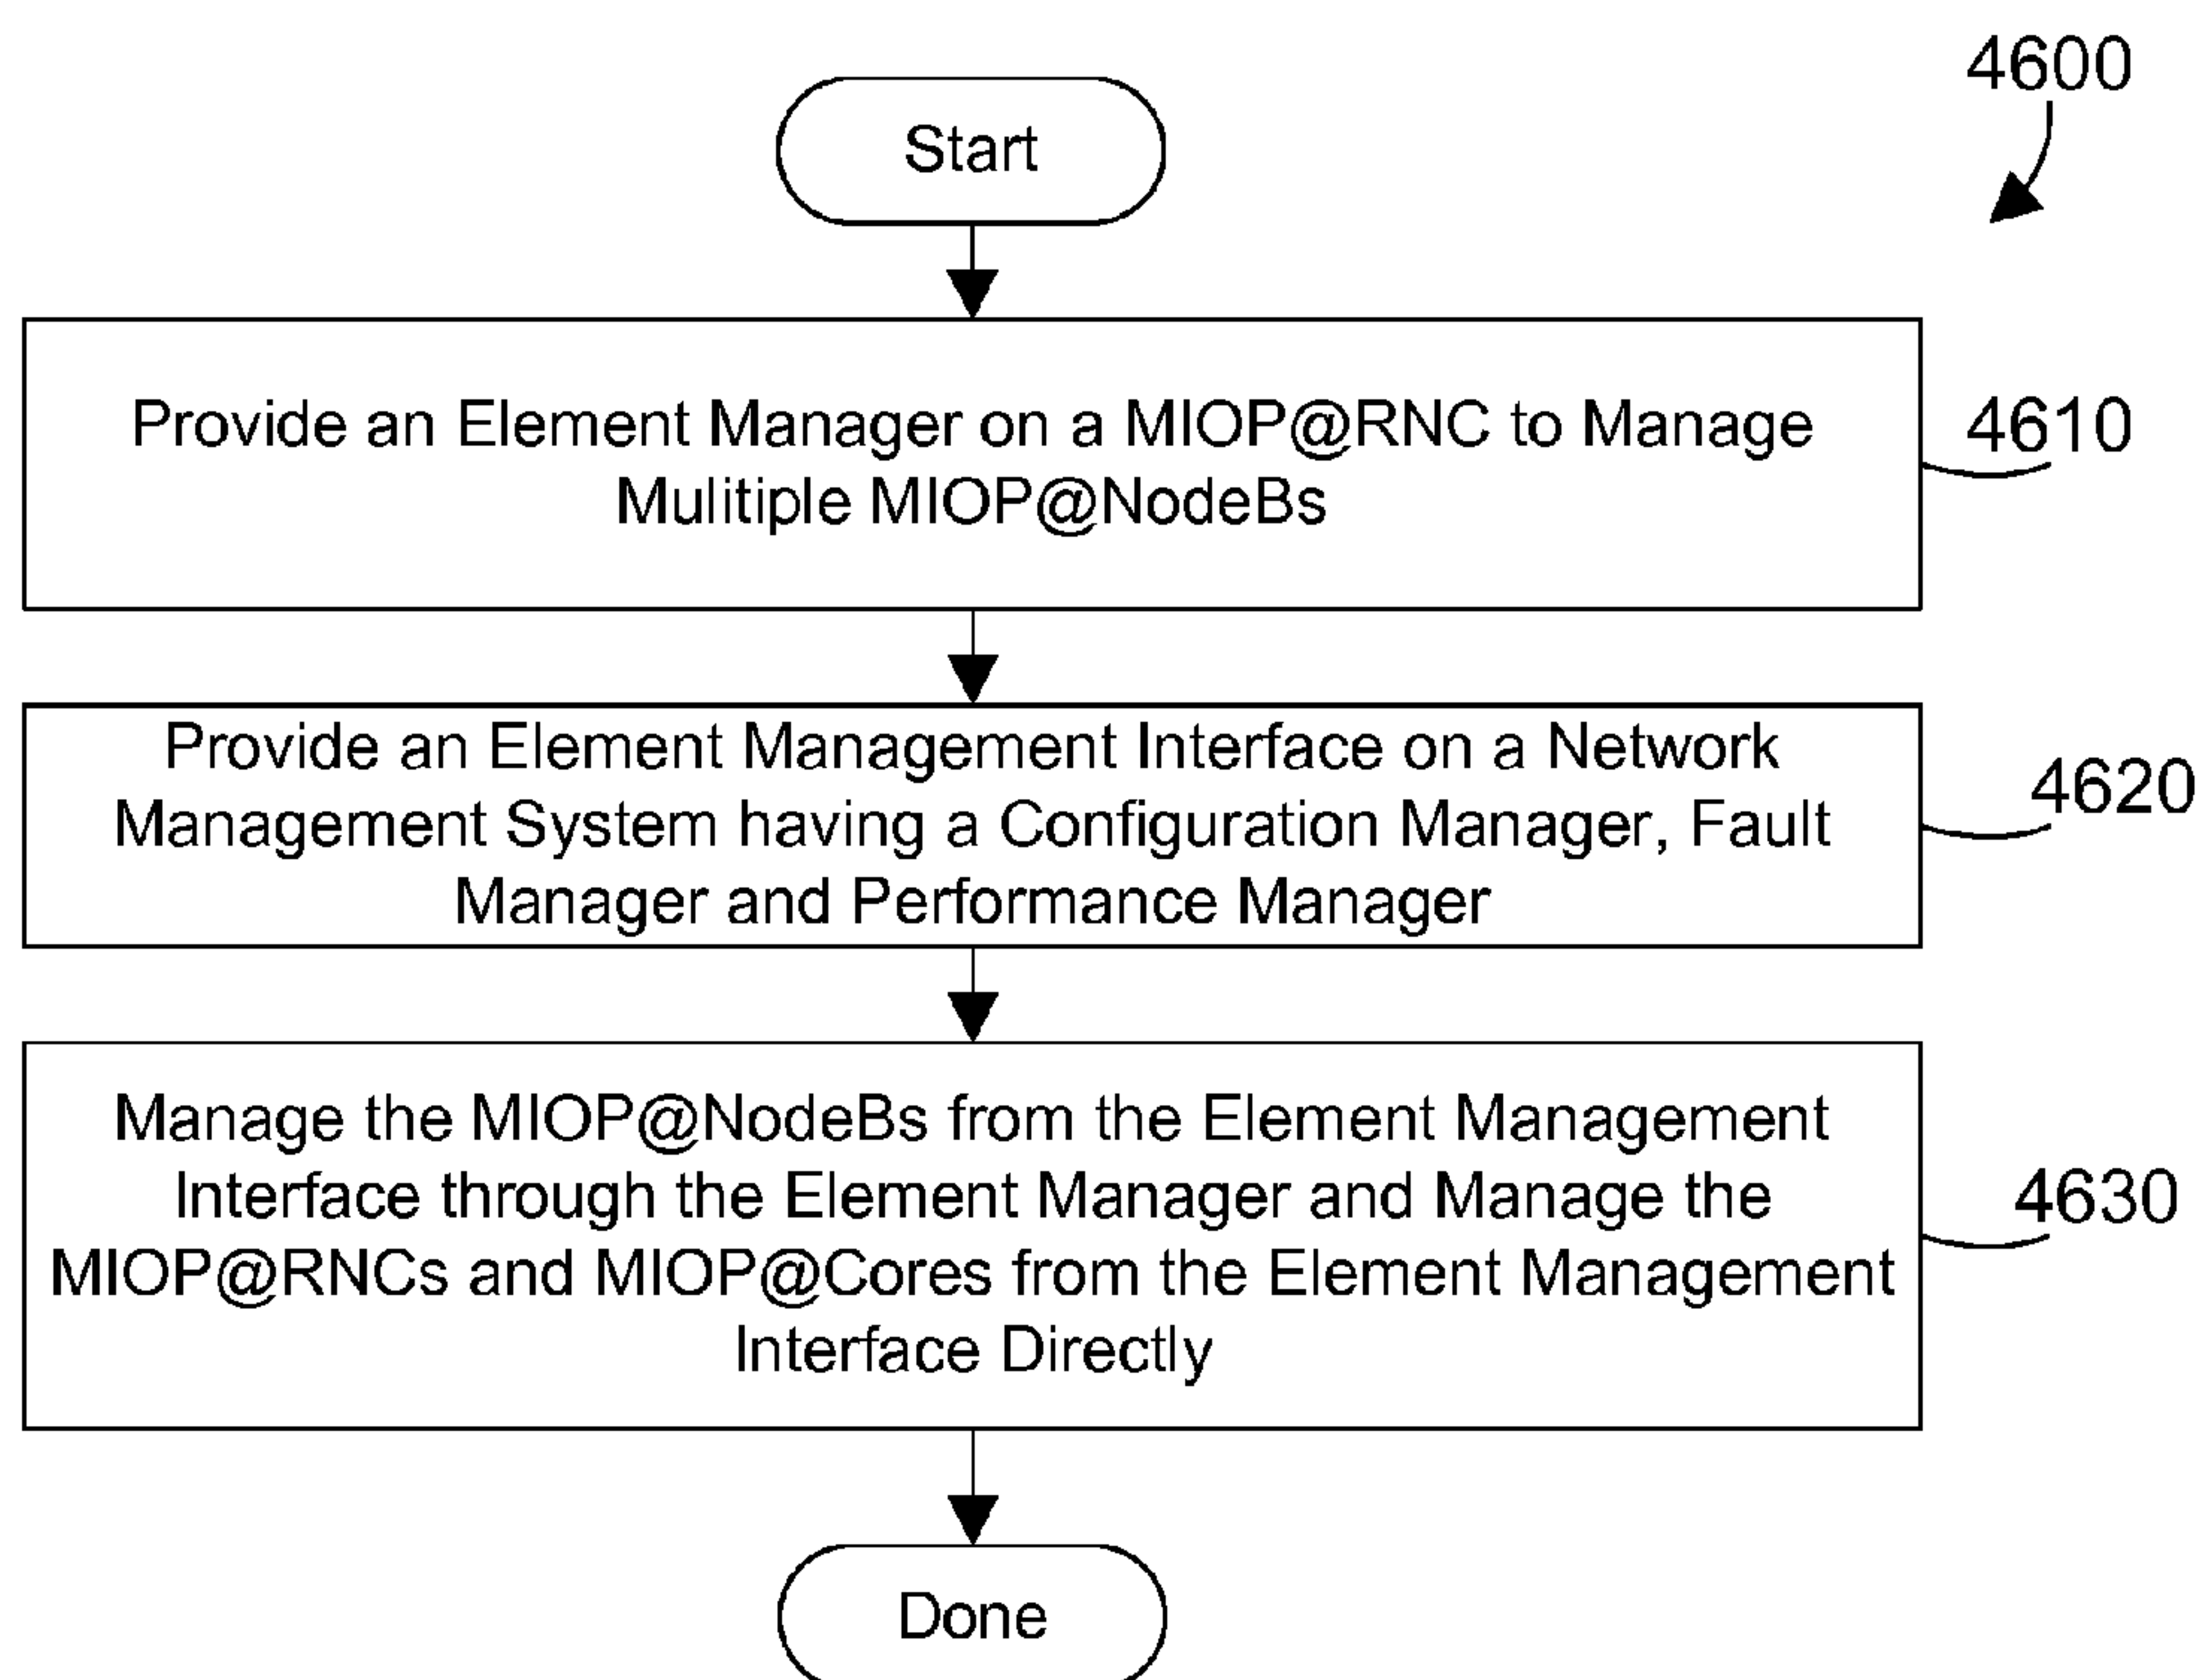 4600
Start
Provide an Element Manager on a MIOP@RNC to Manage
Mulitiple MIOP@NodeBs
4610
Provide an Element Management Interface on a Network
Management System having a Configuration Manager, Fault
Manager and Performance Manager
4620
Manage the MIOP@NodeBs from the Element Management
Interface through the Element Manager and Manage the
MIOP@RNCs and MIOP@Cores from the Element Management
Interface Directly
4630
Done